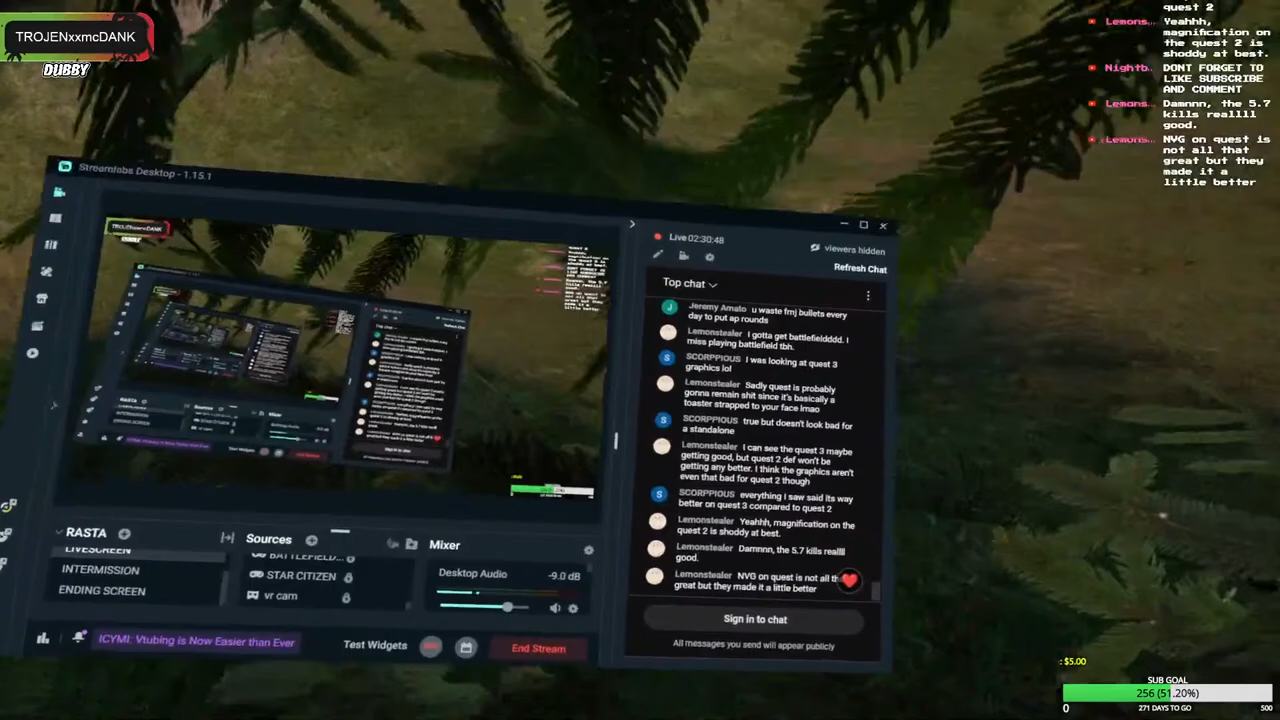 TROJENxxmcDANK
DUBBY
quest 2
Lemons..
Yeahhh,
magnification on
the quest 2 is
shoddy at best.
Nightb..
DONT FORGET TO
LIKE SUBSCRIBE
AND COMMENT
Lemons..
Damnnn, the 5.7
kills reallll
good.
Lemons..
NVG on quest is
not all that
great but they
made it a
little better
Streamlabs Desktop - 1.15.1
Live 02:30:48
viewers hidden
Refresh Chat
Top chat
Jeremy Amato u waste fmj bullets every
day to put ap rounds
Lemonstealer I gotta get battlefieldddd. I
miss playing battlefield tbh.
SCORPPIOUS I was looking at quest 3
graphics lol
Lemonstealer Sadly quest is probably
gonna remain shit since it's basically a
toaster strapped to your face lmao
SCORPPIOUS true but doesn't look bad for
a standalone
Lemonstealer I can see the quest 3 maybe
getting good, but quest 2 def won't be
getting any better. I think the graphics aren't
even that bad for quest 2 though
SCORPPIOUS everything I saw said its way
better on quest 3 compared to quest 2
Lemonstealer Yeahhh, magnification on the
quest 2 is shoddy at best.
Lemonstealer Damnnn, the 5.7 kills reallll
good.
Lemonstealer NVG on quest is not all th
great but they made it a little better
Sign in to chat
All messages you send will appear publicly
RASTA
LIVESCREEN
INTERMISSION
ENDING SCREEN
Sources
BATTLEFIELD...
STAR CITIZEN
vr cam
Mixer
Desktop Audio
-9.0 dB
ICYMI: Vtubing is Now Easier than Ever
Test Widgets
REC
End Stream
: $5.00
SUB GOAL
256 (51.20%)
0
271 DAYS TO GO
500